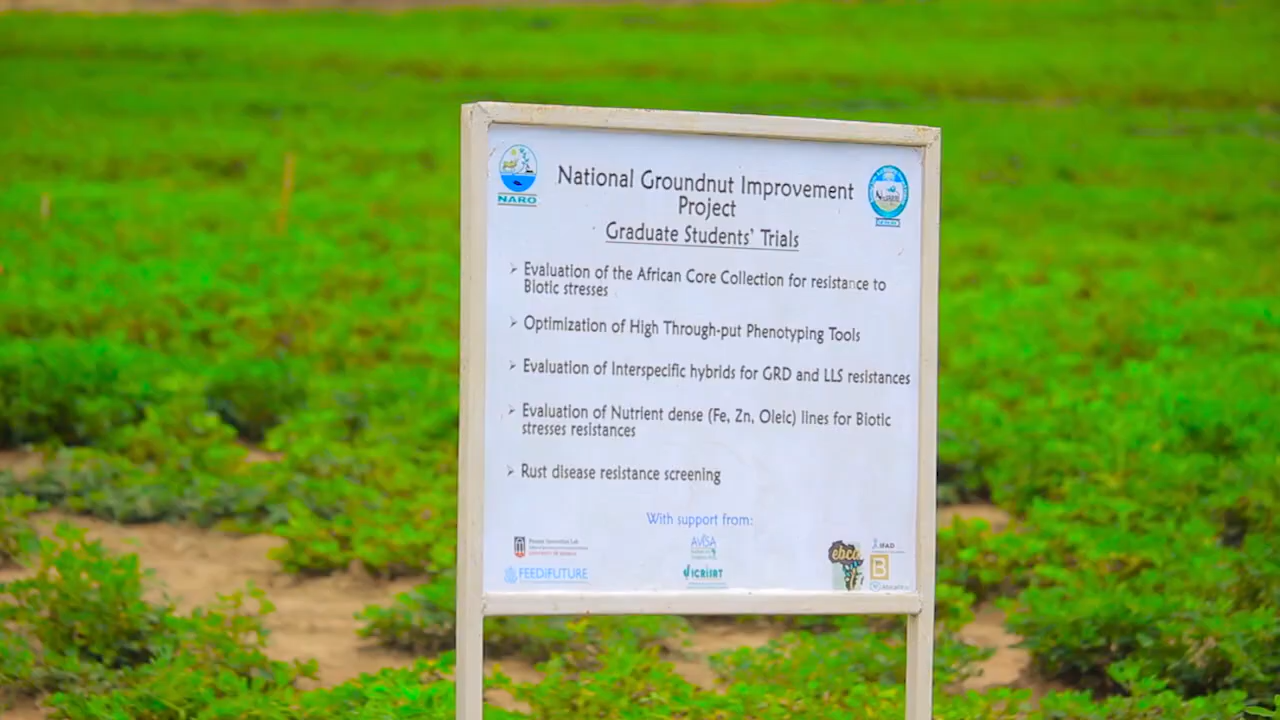 NARO
National Groundnut Improvement
Project
Graduate Students' Trials
Evaluation of the African Core Collection for resistance to
Biotic stresses
Optimization of High Through-put Phenotyping Tools
Evaluation of Interspecific hybrids for GRD and LLS resistances
Evaluation of Nutrient dense (Fe, Zn, Oleic) lines for Biotic
stresses resistances
Rust disease resistance screening
With support from:
Peanut Innovation Lab
FEEDIFUTURE
AVISA
ICRISAT
ebca
IFAD
B